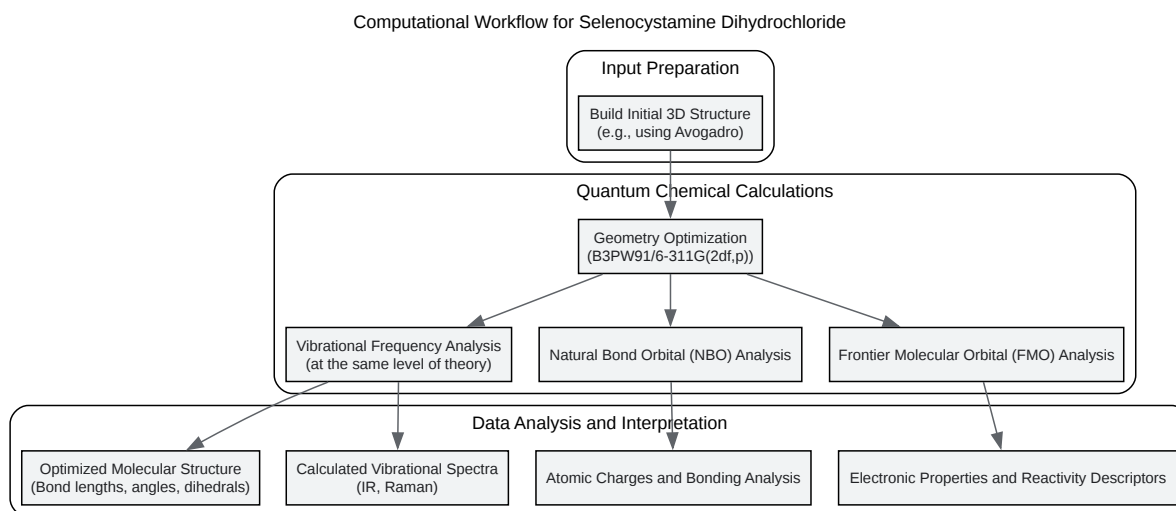 Computational Workflow for Selenocystamine Dihydrochloride
Input Preparation
Build Initial 3D Structure
(e.g., using Avogadro)
Quantum Chemical Calculations
Geometry Optimization
(B3PW91/6-311G(2df,p))
Vibrational Frequency Analysis
(at the same level of theory)
Natural Bond Orbital (NBO) Analysis
Frontier Molecular Orbital (FMO) Analysis
Data Analysis and Interpretation
Optimized Molecular Structure
(Bond lengths, angles, dihedrals)
Calculated Vibrational Spectra
(IR, Raman)
Atomic Charges and Bonding Analysis
Electronic Properties and Reactivity Descriptors